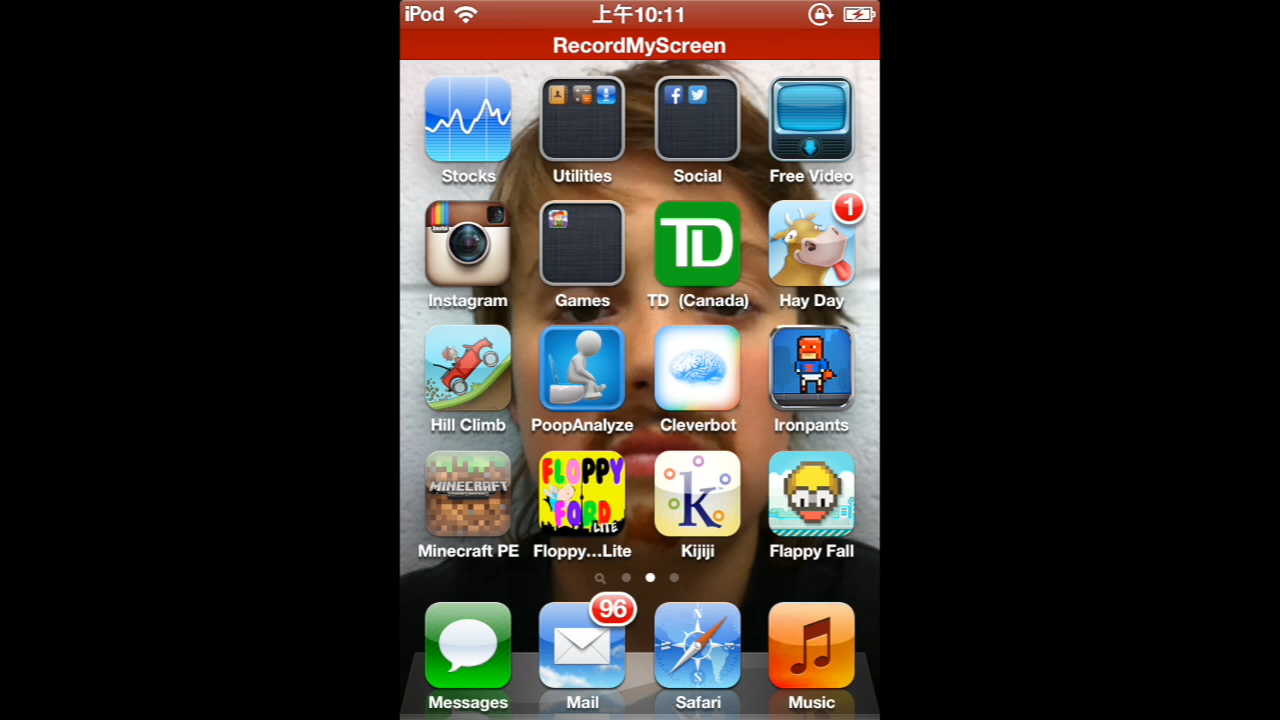 iPod 上午10:11
RecordMyScreen
Stocks Utilities Social Free Video
1
TD
Instagram Games TD (Canada) Hay Day
Hill Climb PoopAnalyze Cleverbot Ironpants
MINECRAFT FLOPPY FORD LITE k
Minecraft PE Floppy...Lite Kijiji Flappy Fall
96
N
S
Messages Mail Safari Music